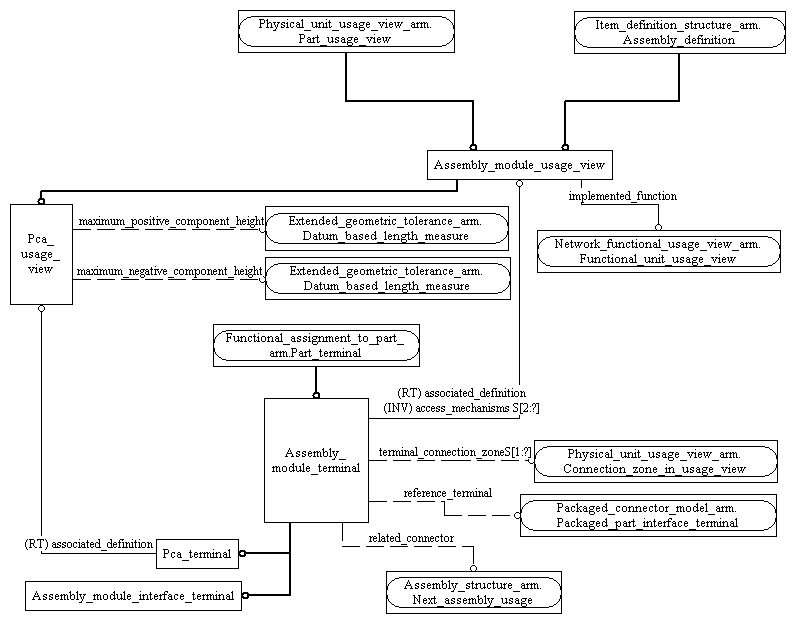 Physical_unit_usage_view_arm.
Part_usage_view
Item_definition_structure_arm.
Assembly_definition
Assembly_module_usage_view
implemented_function
maximum_positive_component_height
Extended_geometric_tolerance_arm.
Datum_based_length_measure
Pca_
usage_
view
Network_functional_usage_view_arm.
Functional_unit_usage_view
maximum_negative_component_height
Extended_geometric_tolerance_arm.
Datum_based_length_measure
Functional_assignment_to_part_
arm.Part_terminal
(RT) associated_definition
(INV) access_mechanisms S[2:?]
Assembly_
module_terminal
terminal_connection_zoneS[1:?]
Physical_unit_usage_view_arm.
Connection_zone_in_usage_view
reference_terminal
Packaged_connector_model_arm.
Packaged_part_interface_terminal
related_connector
(RT) associated_definition
Pca_terminal
Assembly_structure_arm.
Next_assembly_usage
Assembly_module_interface_terminal